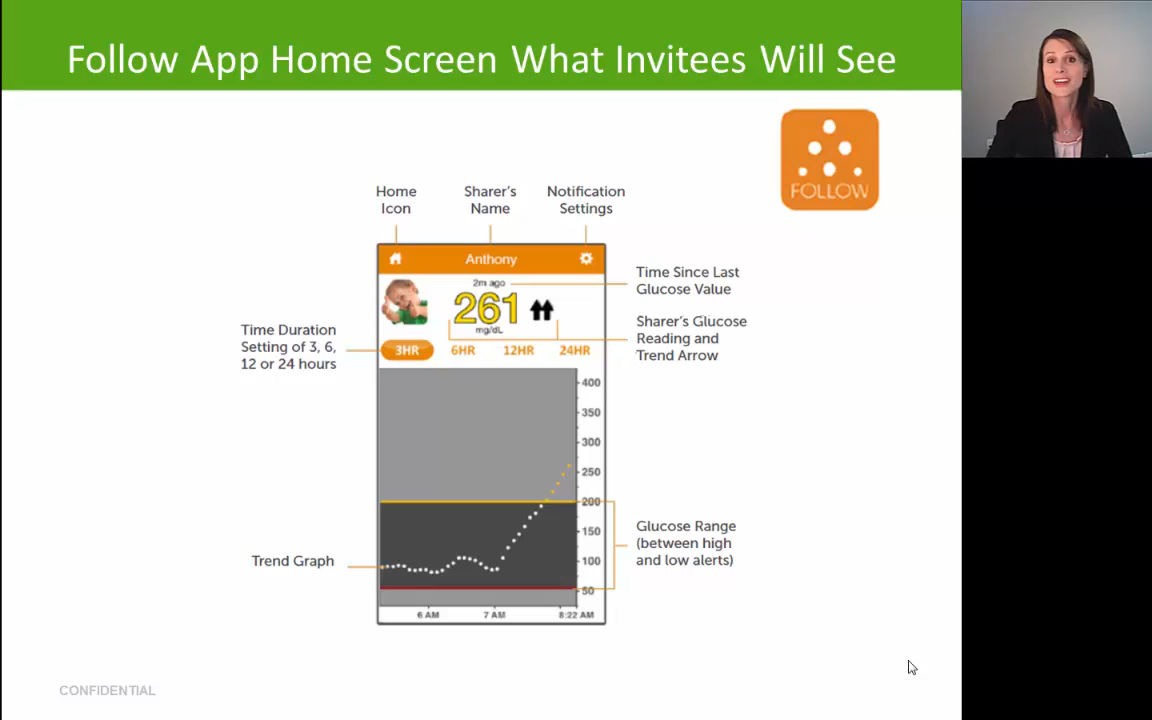 Follow App Home Screen What Invitees Will See
FOLLOW
Home
Icon
Sharer's
Name
Notification
Settings
Anthony
2m ago
261
mg/dL
3HR
6HR
12HR
24HR
Time Since Last
Glucose Value
Sharer's Glucose
Reading and
Trend Arrow
Time Duration
Setting of 3, 6,
12 or 24 hours
400
350
300
250
200
150
100
50
Glucose Range
(between high
and low alerts)
Trend Graph
6 AM
7 AM
8:22 AM
CONFIDENTIAL